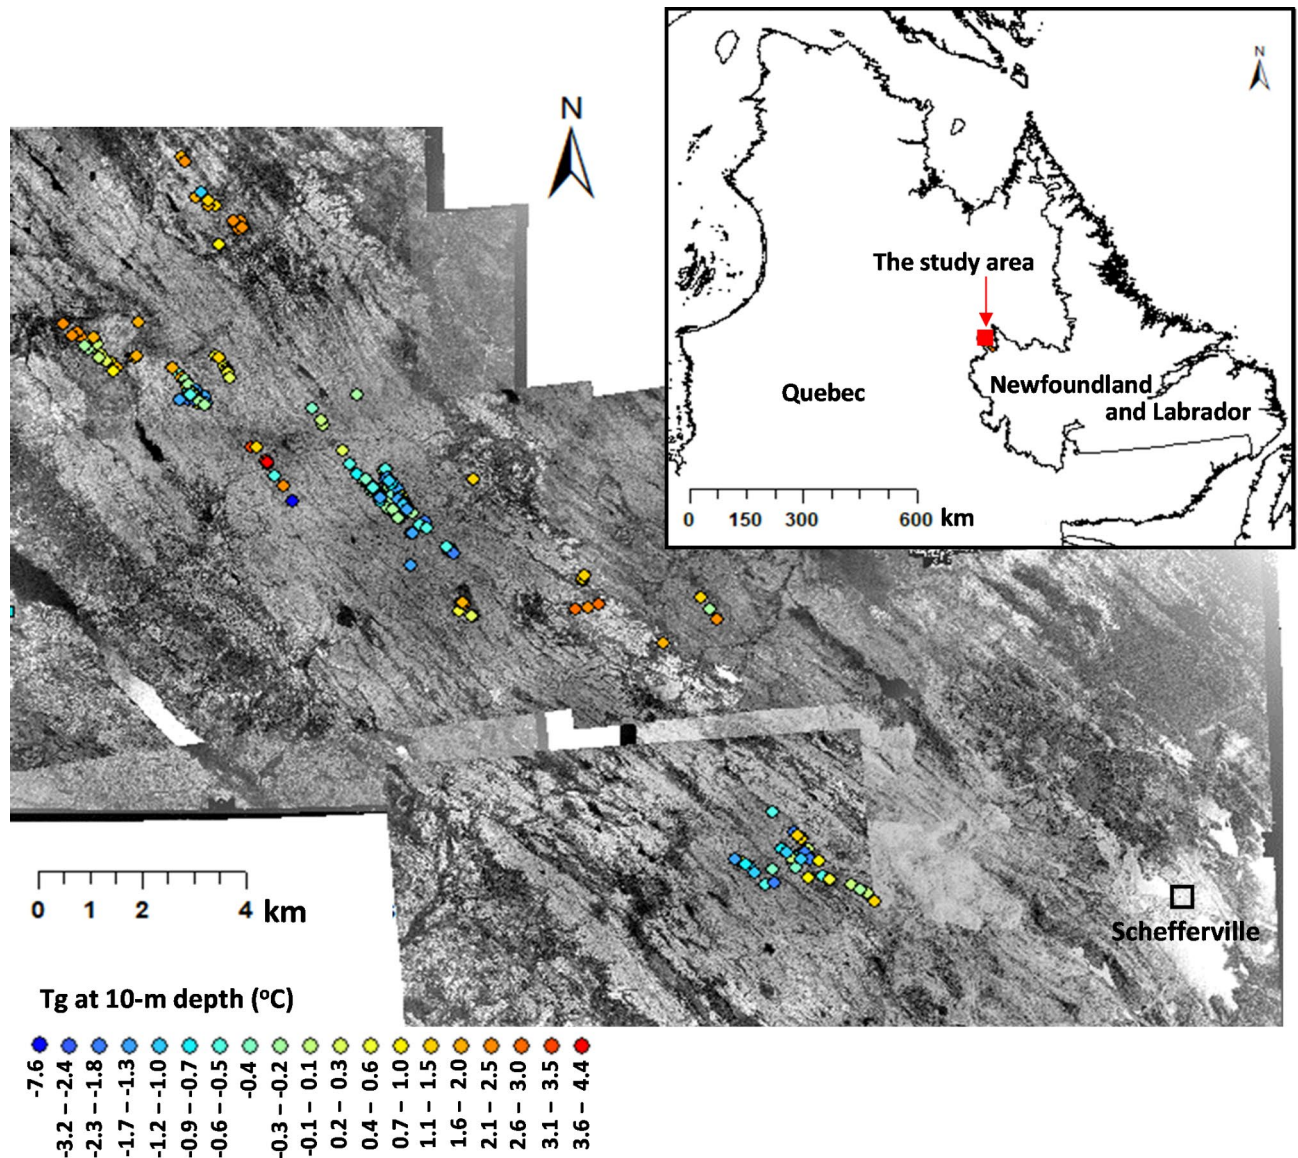 N
N
The study area
Quebec
Newfoundland
and Labrador
0 150 300 600 km
0 1 2 4 km
Schefferville
Tg at 10-m depth (°C)
-7.6
-3.2 – -2.4
-2.3 – -1.8
-1.7 – -1.3
-1.2 – -1.0
-0.9 – -0.7
-0.6 – -0.5
-0.4
-0.3 – -0.2
-0.1 – 0.1
0.2 – 0.3
0.4 – 0.6
0.7 – 1.0
1.1 – 1.5
1.6 – 2.0
2.1 – 2.5
2.6 – 3.0
3.1 – 3.5
3.6 – 4.4